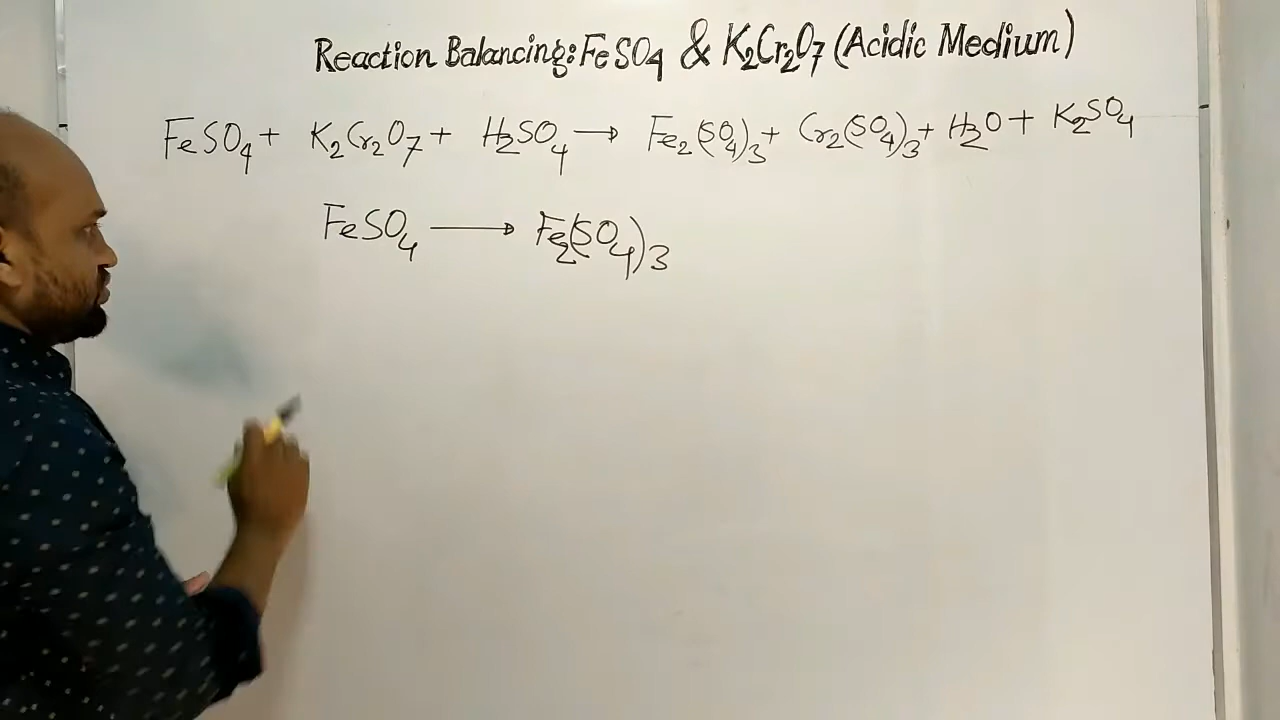 Reaction Balancing: FeSO4 & K2Cr2O7 (Acidic Medium)
FeSO4 + K2Cr2O7 + H2SO4 → Fe2(SO4)3 + Cr2(SO4)3 + H2O + K2SO4
FeSO4 → Fe2(SO4)3